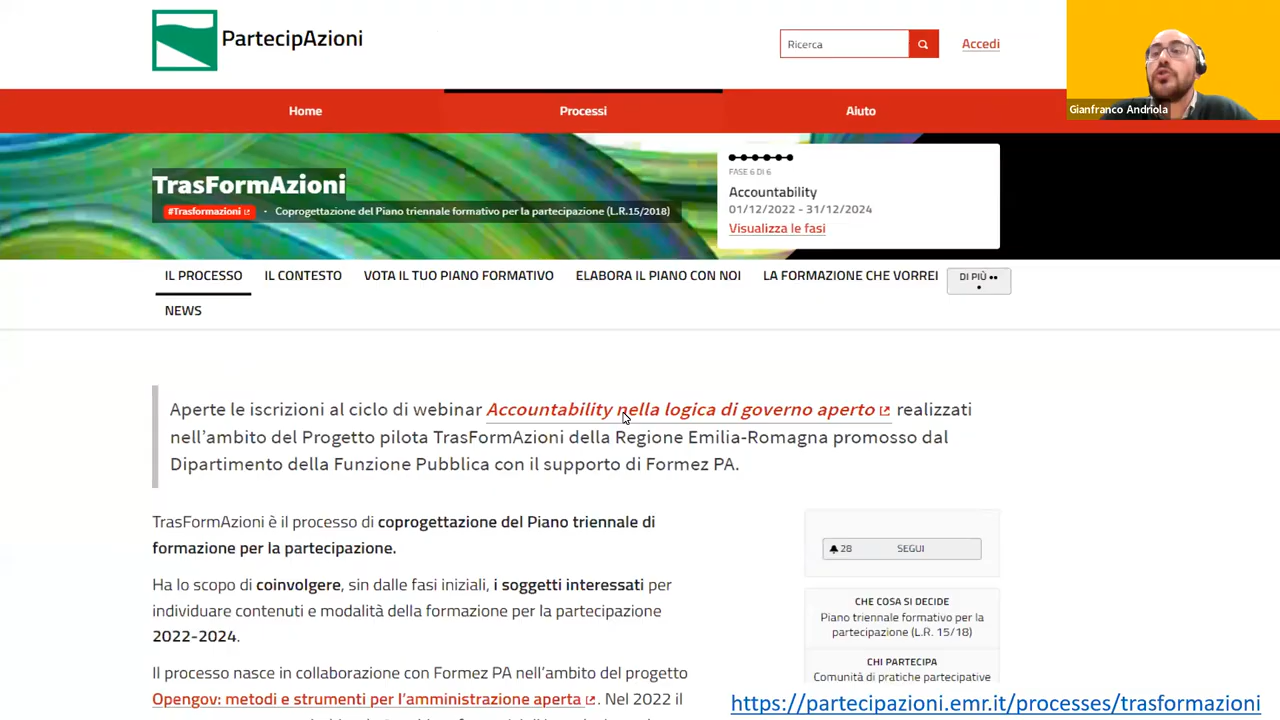 PartecipAzioni
Ricerca
Accedi
Gianfranco Andriola
Home
Processi
Aiuto
TrasFormAzioni
#Trasformazioni - Coprogettazione del Piano triennale formativo per la partecipazione (L.R.15/2018)
FASE 6 DI 6
Accountability
01/12/2022 - 31/12/2024
Visualizza le fasi
IL PROCESSO
IL CONTESTO
VOTA IL TUO PIANO FORMATIVO
ELABORA IL PIANO CON NOI
LA FORMAZIONE CHE VORREI
DI PIÙ
NEWS
Aperte le iscrizioni al ciclo di webinar Accountability nella logica di governo aperto realizzati
nell'ambito del Progetto pilota TrasFormAzioni della Regione Emilia-Romagna promosso dal
Dipartimento della Funzione Pubblica con il supporto di Formez PA.
TrasFormAzioni è il processo di coprogettazione del Piano triennale di
formazione per la partecipazione.
Ha lo scopo di coinvolgere, sin dalle fasi iniziali, i soggetti interessati per
individuare contenuti e modalità della formazione per la partecipazione
2022-2024.
Il processo nasce in collaborazione con Formez PA nell'ambito del progetto
Opengov: metodi e strumenti per l'amministrazione aperta . Nel 2022 il
28 SEGUI
CHE COSA SI DECIDE
Piano triennale formativo per la
partecipazione (L.R. 15/18)
CHI PARTECIPA
Comunità di pratiche partecipative
https://partecipazioni.emr.it/processes/trasformazioni